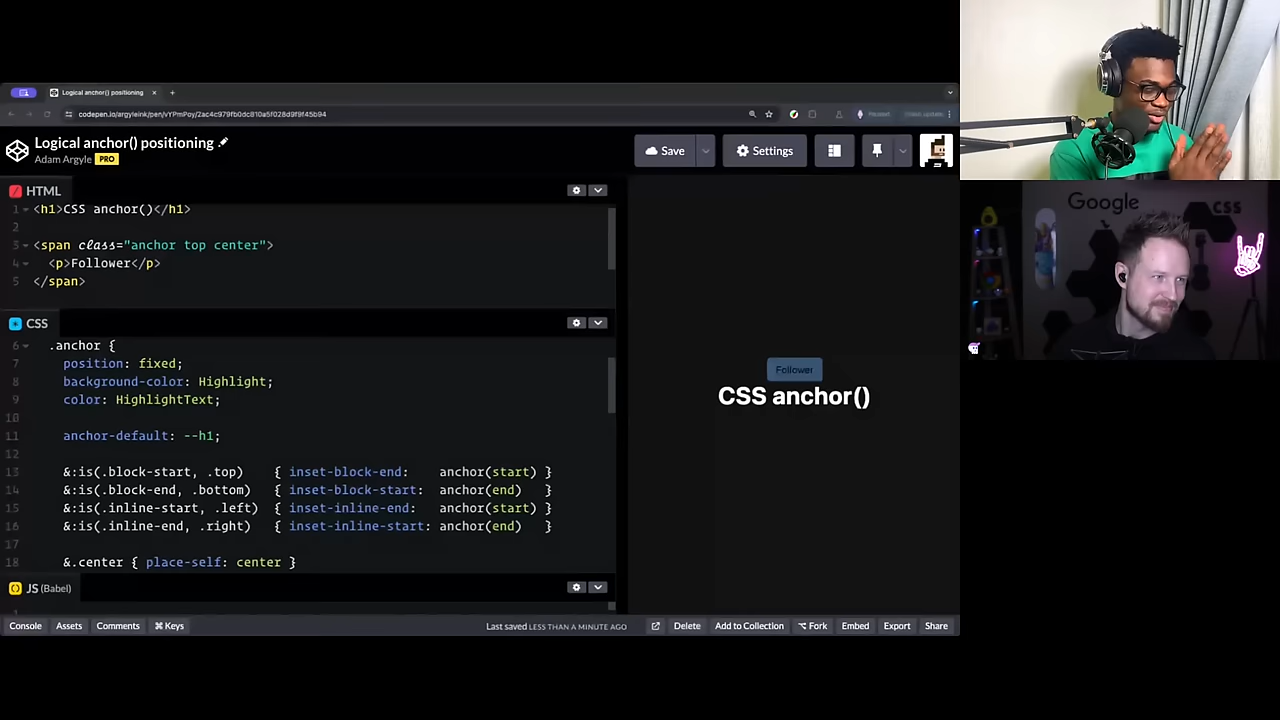 Logical anchor() positioning
codepen.io/argyleink/pen/vYPmPoy/2ac4c979fb0dc810a5f028d9f9f45b94
Logical anchor() positioning
Adam Argyle PRO
Save
Settings
HTML
1 <h1>CSS anchor()</h1>
2
3 <span class="anchor top center">
4 <p>Follower</p>
5 </span>
CSS
6 .anchor {
7 position: fixed;
8 background-color: Highlight;
9 color: HighlightText;
10
11 anchor-default: --h1;
12
13 &:is(.block-start, .top) { inset-block-end: anchor(start) }
14 &:is(.block-end, .bottom) { inset-block-start: anchor(end) }
15 &:is(.inline-start, .left) { inset-inline-end: anchor(start) }
16 &:is(.inline-end, .right) { inset-inline-start: anchor(end) }
17
18 &.center { place-self: center }
JS (Babel)
Follower
CSS anchor()
Console
Assets
Comments
⌘ Keys
Last saved LESS THAN A MINUTE AGO
Delete
Add to Collection
Fork
Embed
Export
Share
Google
CSS